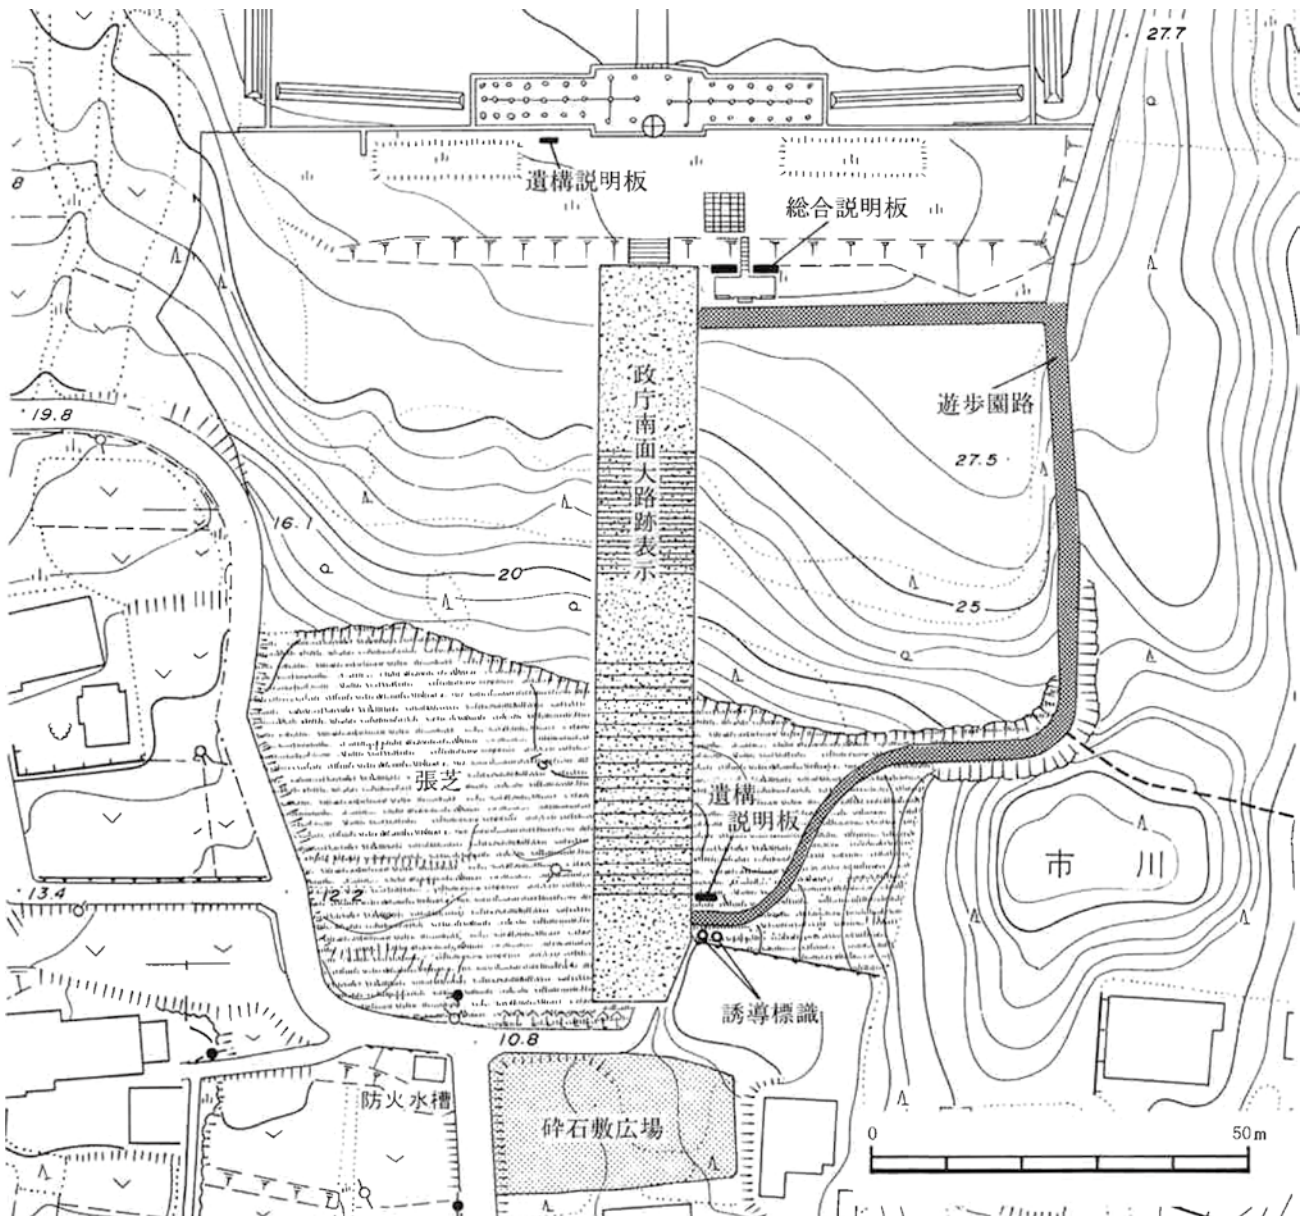 27.7
遺構説明板
総合説明板
8
政庁南面大路跡表示
遊歩園路
19.8
27.5
16.1
20
25
張芝
遺構
説明板
市川
13.4
12.2
誘導標識
10.8
防火水槽
砕石敷広場
0 50m